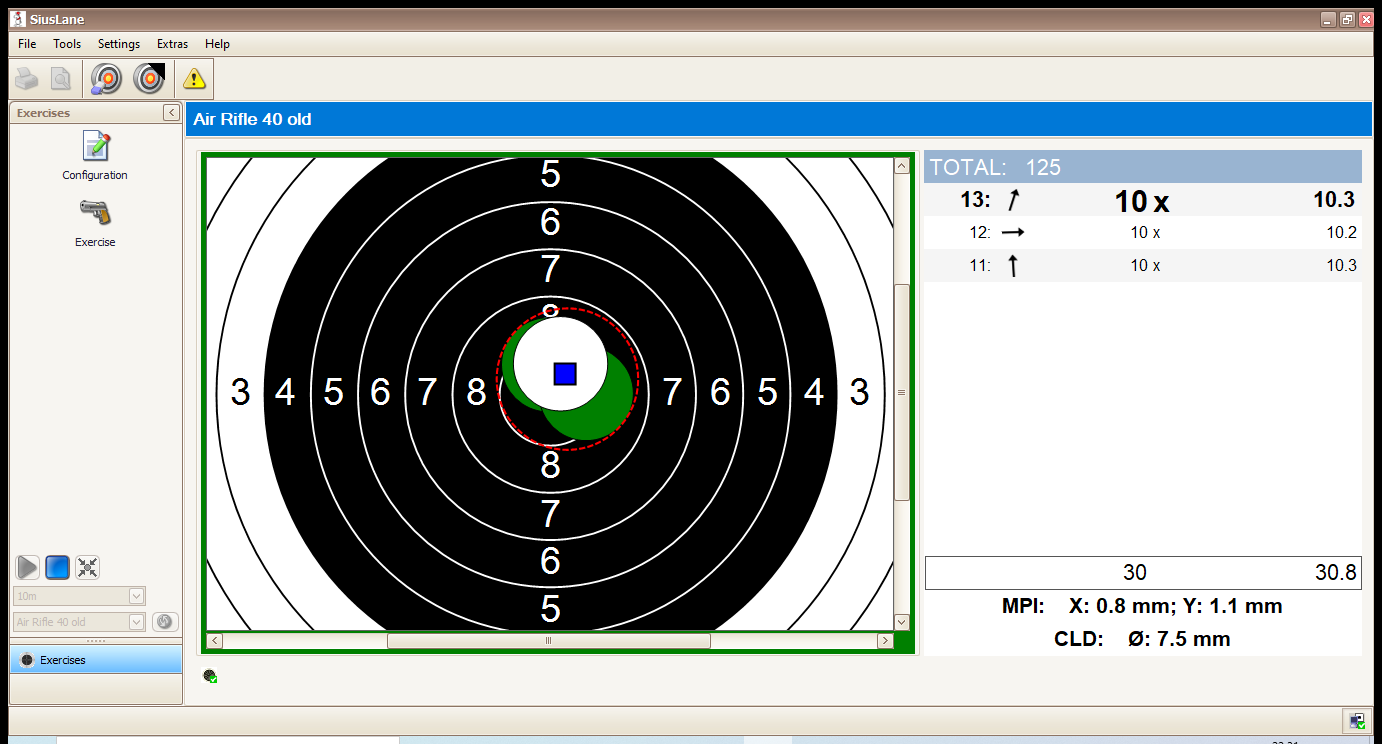 SiusLane
File Tools Settings Extras Help
Exercises
Air Rifle 40 old
Configuration
Exercise
10m
Air Rifle 40 old
Exercises
5
6
7
8
3 4 5 6 7 8 7 6 5 4 3
8
7
6
5
TOTAL: 125
13: 10 x 10.3
12: 10 x 10.2
11: 10 x 10.3
30 30.8
MPI: X: 0.8 mm; Y: 1.1 mm
CLD: Ø: 7.5 mm